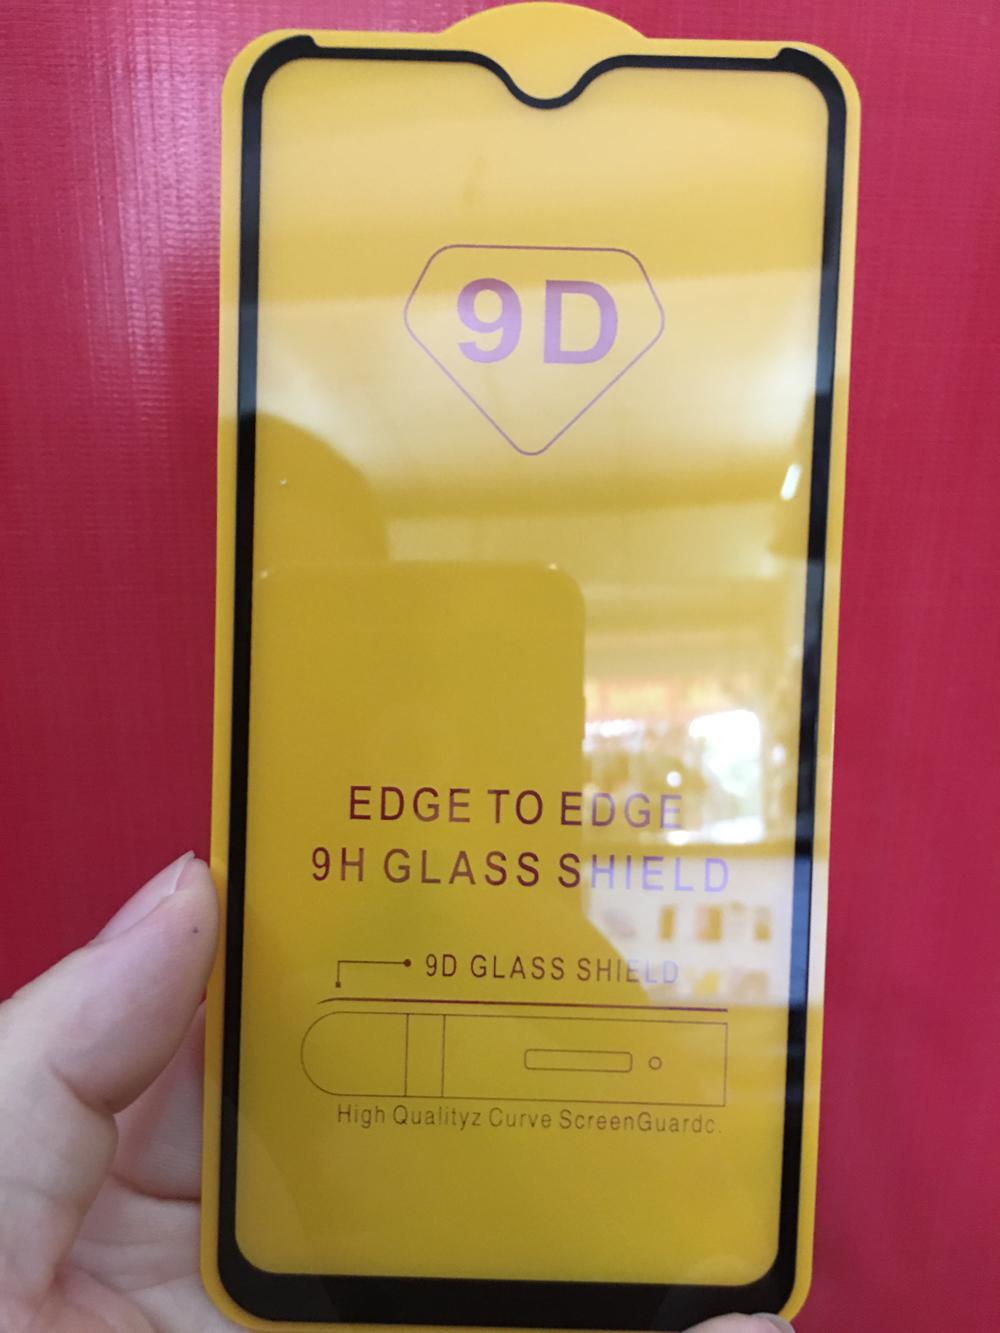 9D
EDGE TO EDGE
9H GLASS SHIELD
9D GLASS SHIELD
High Qualityz Curve ScreenGuardc.